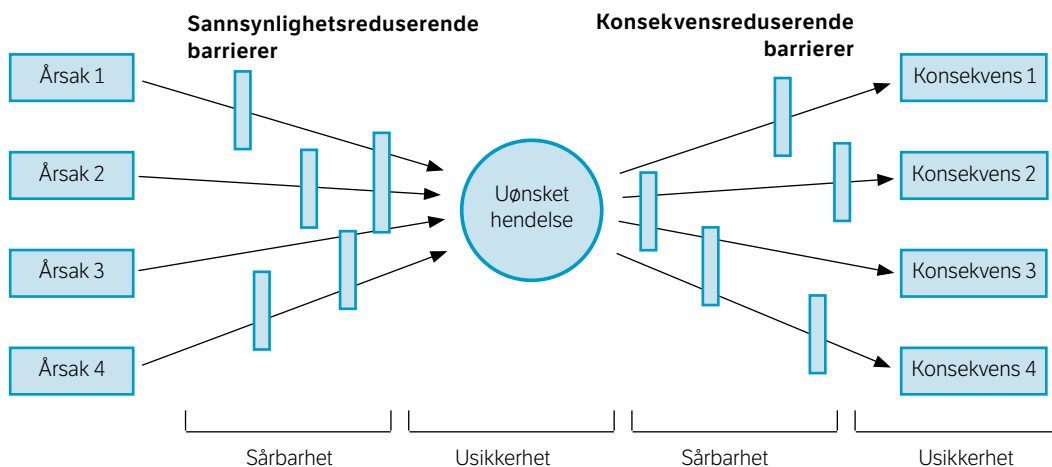 Sannsynlighetsreduserende
barrierer
Konsekvensreduserende
barrierer
Årsak 1
Årsak 2
Årsak 3
Årsak 4
Uønsket
hendelse
Konsekvens 1
Konsekvens 2
Konsekvens 3
Konsekvens 4
Sårbarhet
Usikkerhet
Sårbarhet
Usikkerhet